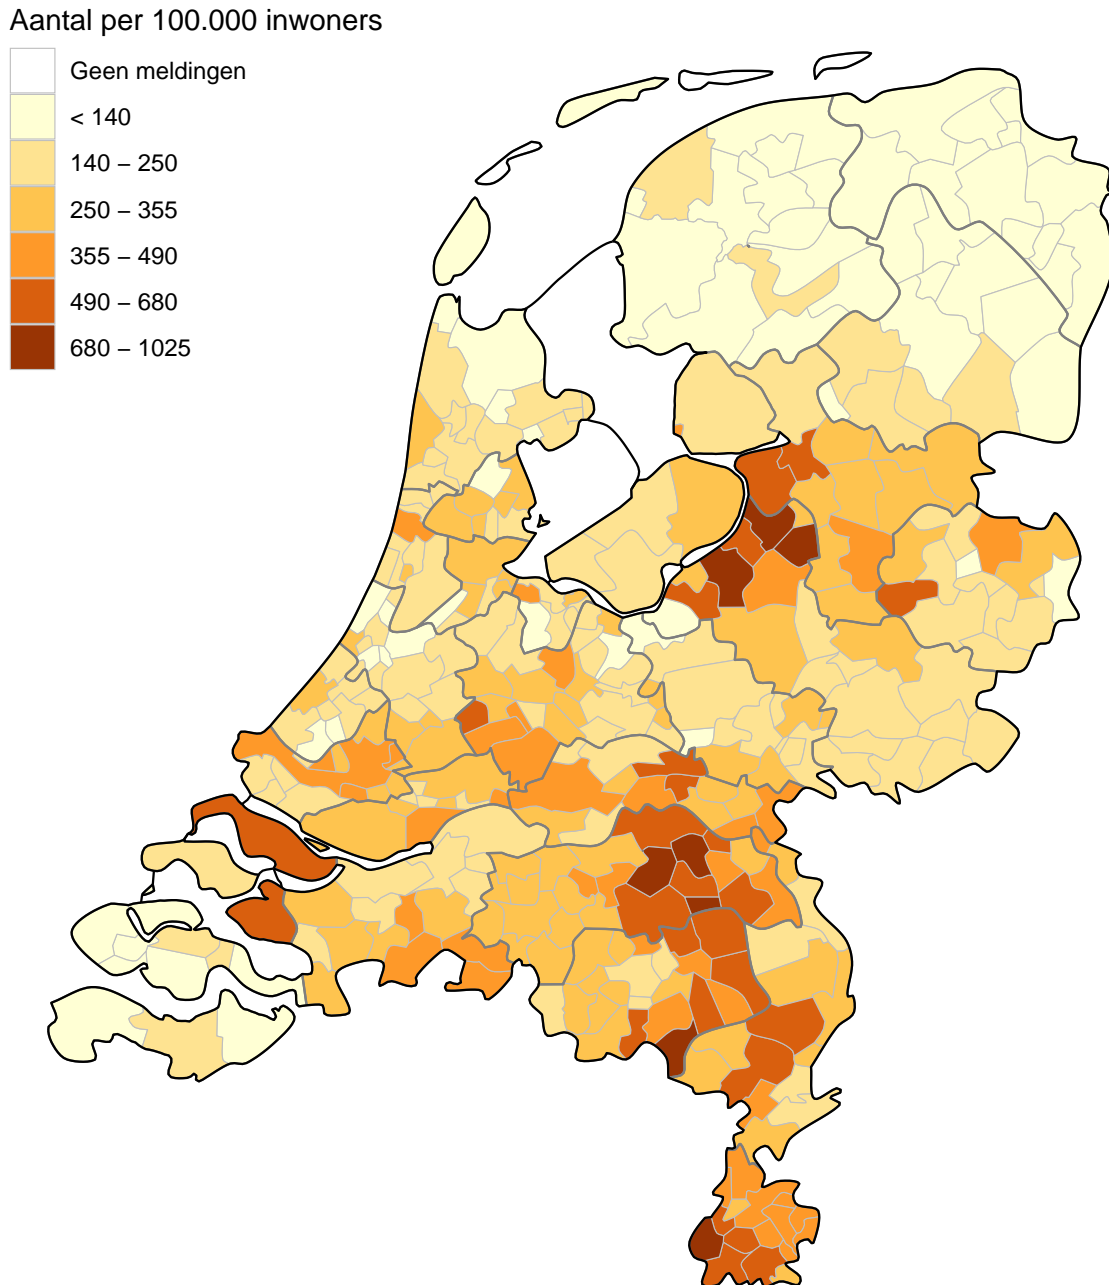 Aantal per 100.000 inwoners
Geen meldingen
< 140
140 – 250
250 – 355
355 – 490
490 – 680
680 – 1025